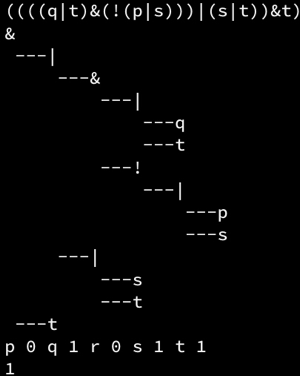 ((((q|t)&(!(p|s)))|(s|t))&t)
&
 ---|
     ---&
         ---|
             ---q
             ---t
         ---!
             ---|
                 ---p
                 ---s
     ---|
         ---s
         ---t
 ---t
p 0 q 1 r 0 s 1 t 1
1